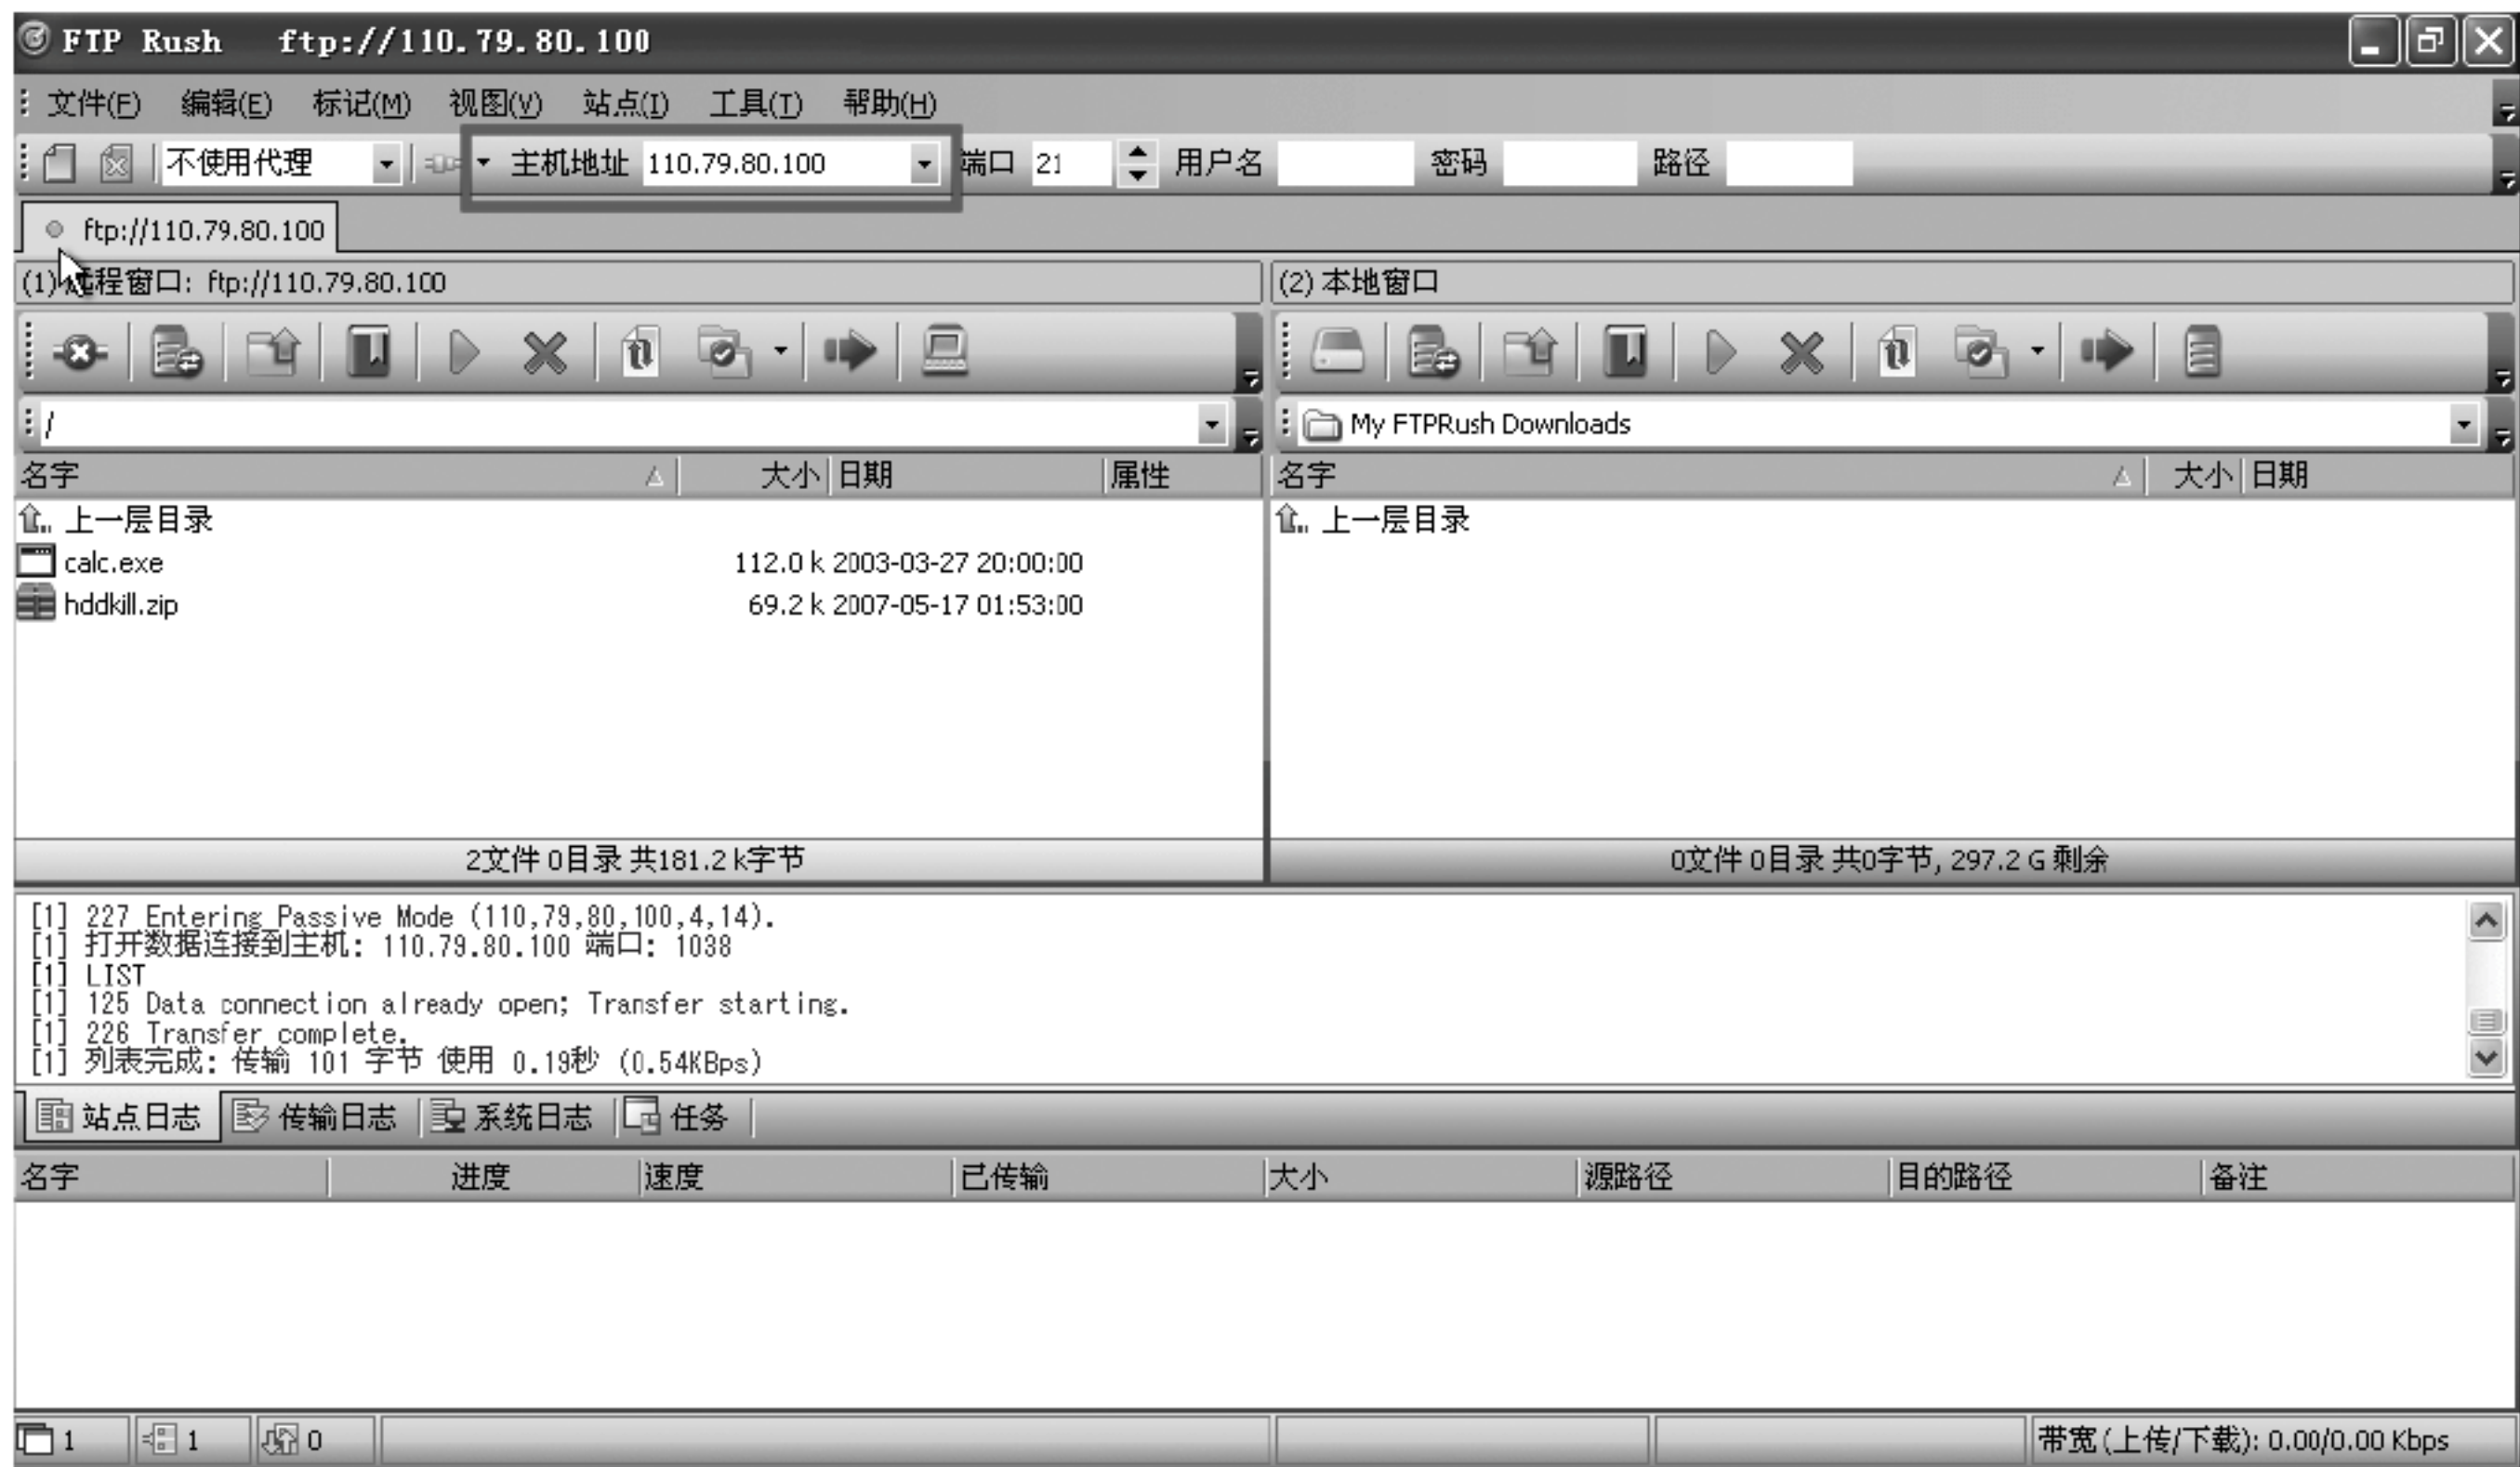 FTP Rush ftp://110.79.80.100
文件(F) 编辑(E) 标记(M) 视图(V) 站点(I) 工具(T) 帮助(H)
不使用代理 主机地址 110.79.80.100 端口 21 用户名 密码 路径
ftp://110.79.80.100
(1) 远程窗口: ftp://110.79.80.100
(2) 本地窗口
/
My FTPRush Downloads
名字 大小 日期 属性
名字 大小 日期
上一层目录
上一层目录
calc.exe 112.0 k 2003-03-27 20:00:00
hddkill.zip 69.2 k 2007-05-17 01:53:00
2文件 0目录 共181.2 k字节
0文件 0目录 共0字节, 297.2 G 剩余
[1] 227 Entering Passive Mode (110,79,80,100,4,14).
[1] 打开数据连接到主机: 110.79.80.100 端口: 1038
[1] LIST
[1] 125 Data connection already open; Transfer starting.
[1] 226 Transfer complete.
[1] 列表完成: 传输 101 字节 使用 0.19秒 (0.54KBps)
站点日志 传输日志 系统日志 任务
名字 进度 速度 已传输 大小 源路径 目的路径 备注
1 1 0 带宽(上传/下载): 0.00/0.00 Kbps